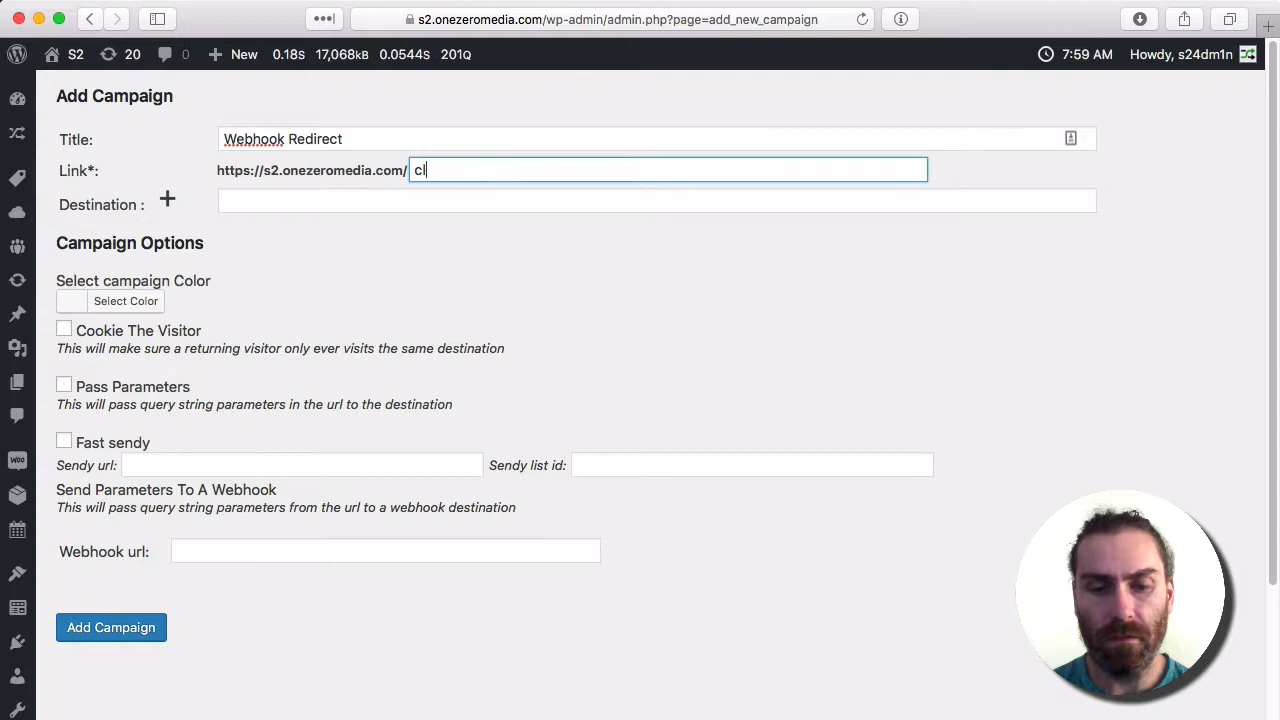 s2.onezeromedia.com/wp-admin/admin.php?page=add_new_campaign
S2 20 0 New 0.18S 17,068kB 0.0544s 201Q 7:59 AM Howdy, s24dm1n
Add Campaign
Title: Webhook Redirect
Link*: https://s2.onezeromedia.com/ cl
Destination : +
Campaign Options
Select campaign Color
Select Color
Cookie The Visitor
This will make sure a returning visitor only ever visits the same destination
Pass Parameters
This will pass query string parameters in the url to the destination
Fast sendy
Sendy url: Sendy list id:
Send Parameters To A Webhook
This will pass query string parameters from the url to a webhook destination
Webhook url:
Woo
Add Campaign